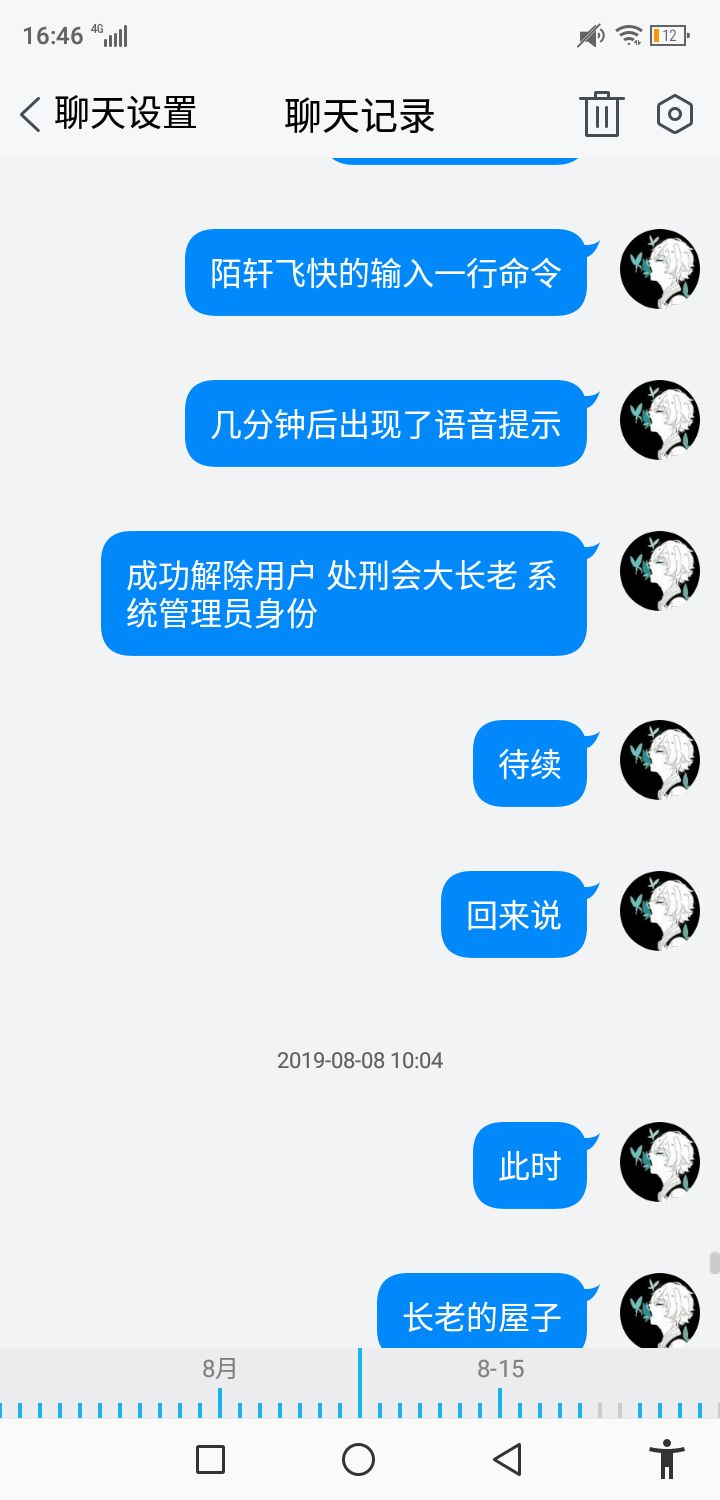 16:46 4G 12
聊天设置 聊天记录
陌轩飞快的输入一行命令
几分钟后出现了语音提示
成功解除用户 处刑会大长老 系
统管理员身份
待续
回来说
2019-08-08 10:04
此时
长老的屋子
8月 8-15